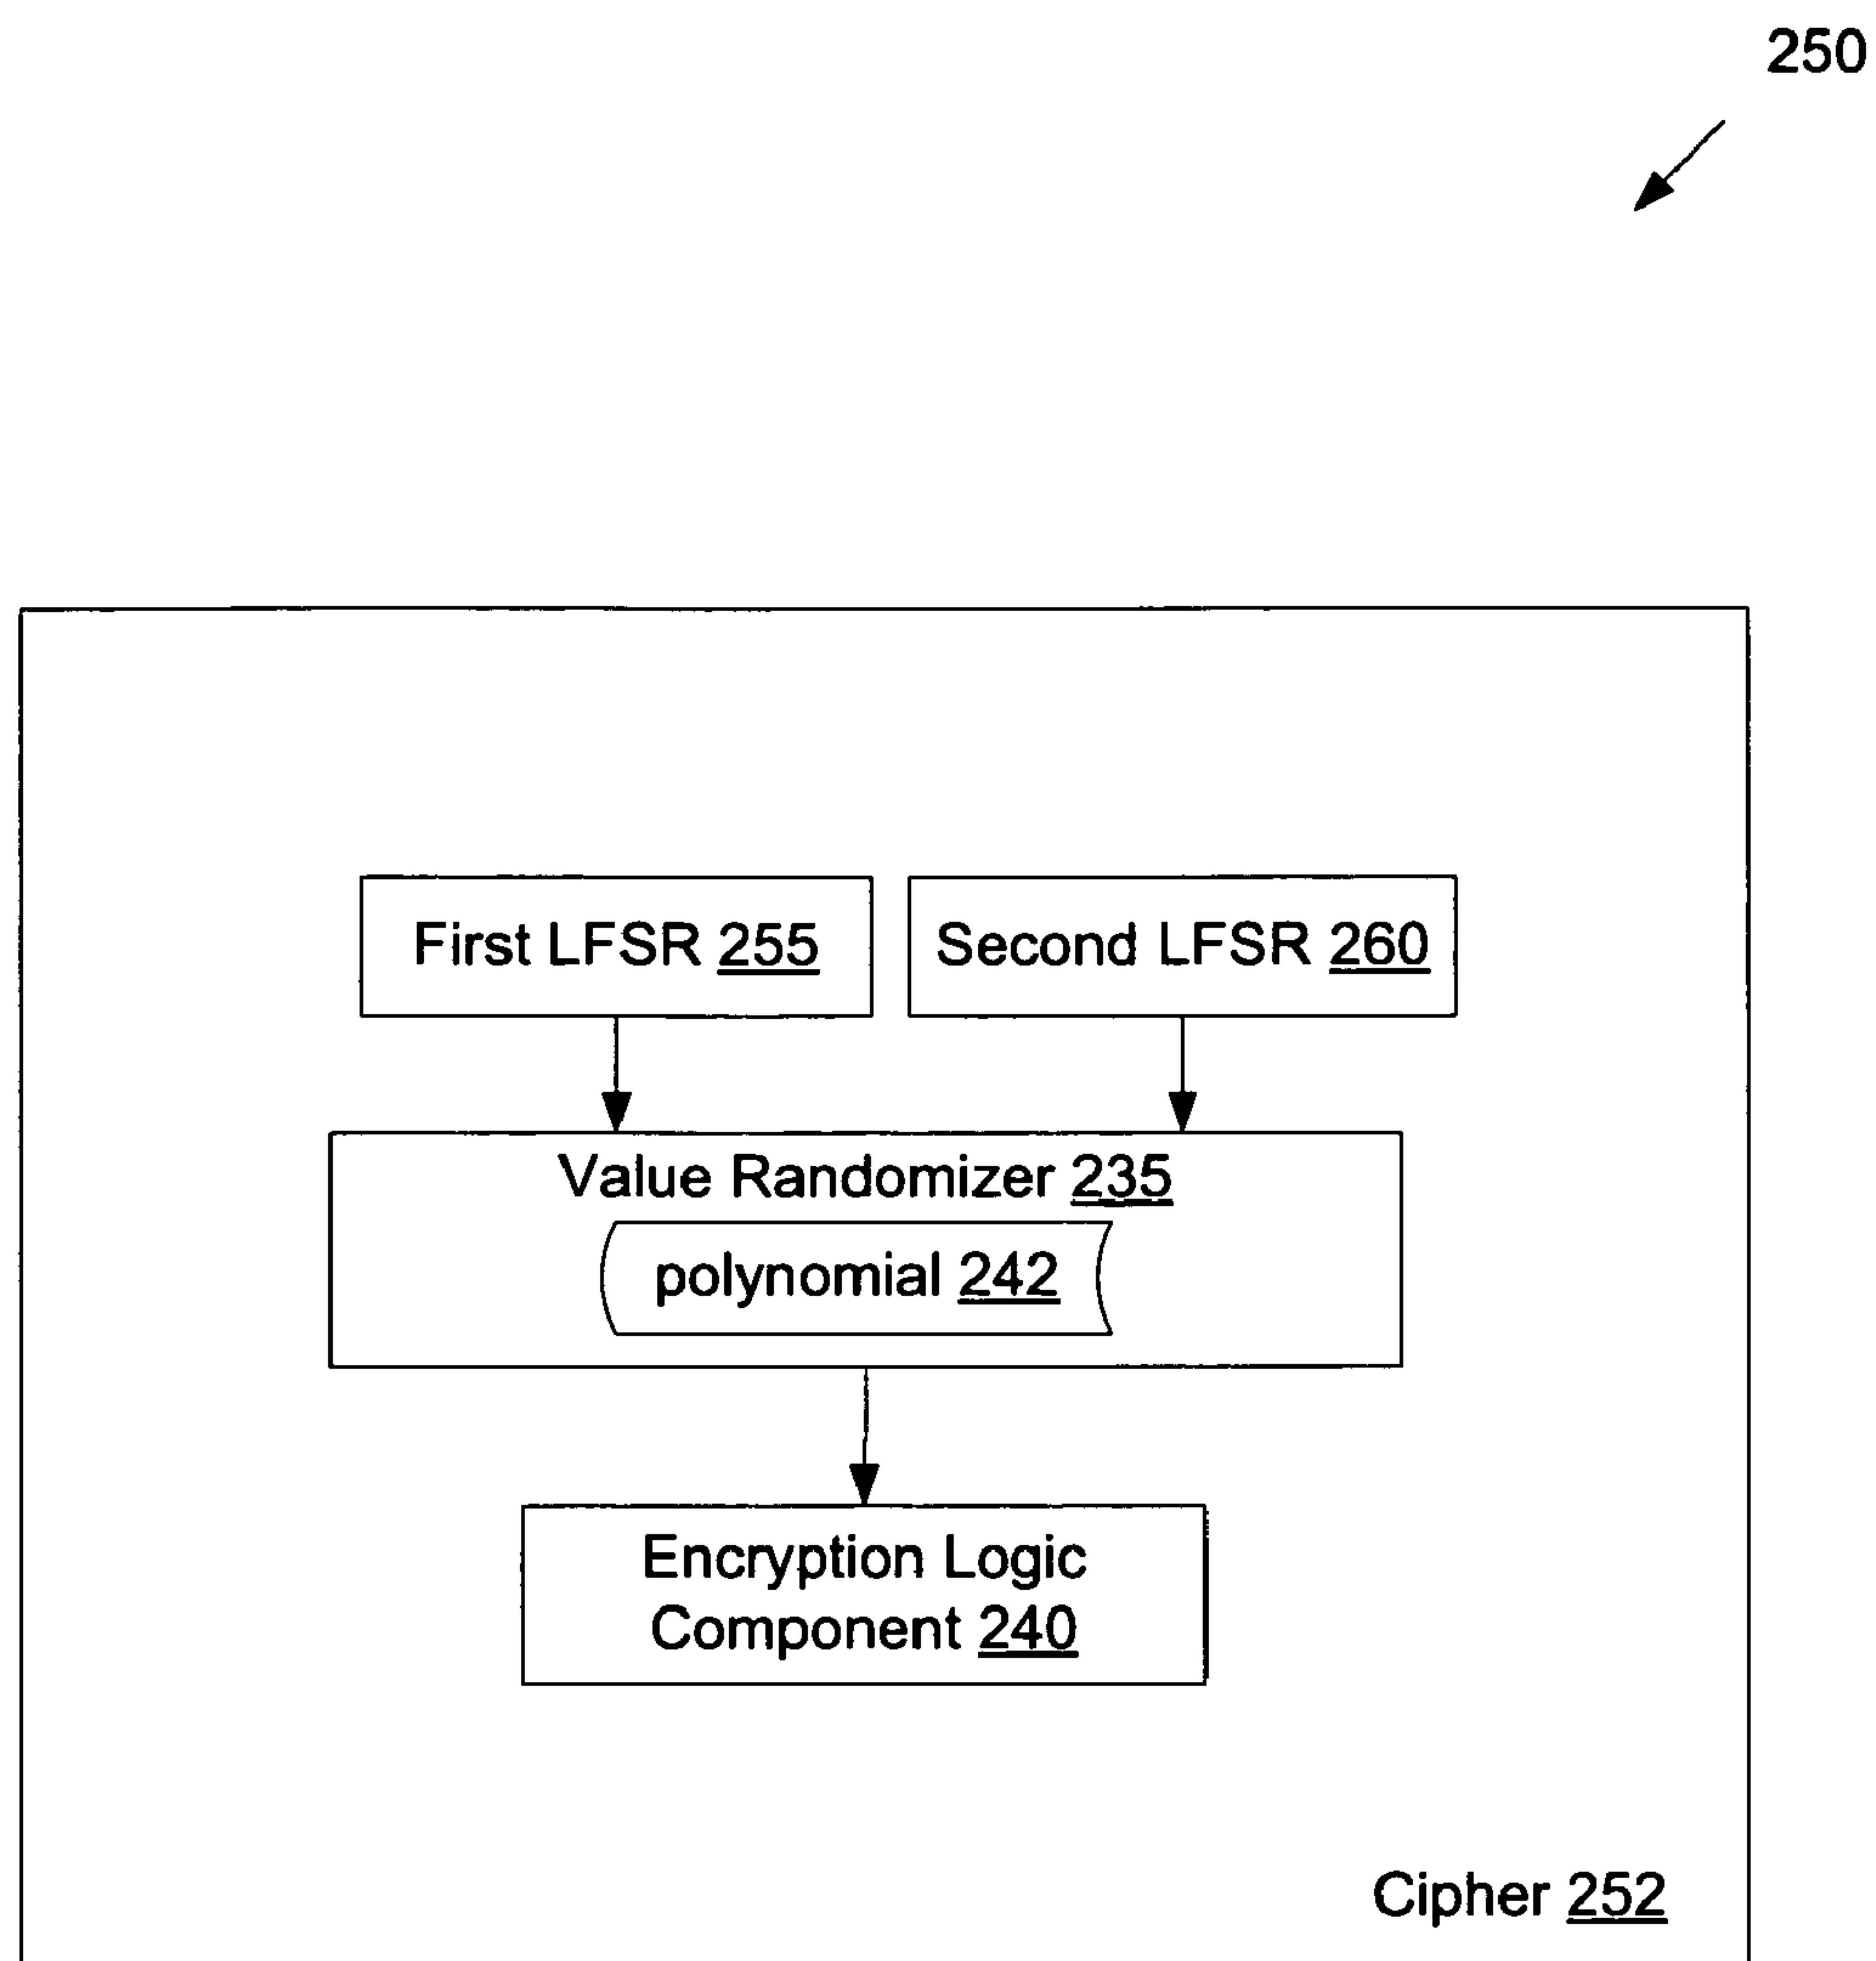 250
First LFSR 255
Second LFSR 260
Value Randomizer 235
polynomial 242
Encryption Logic
Component 240
Cipher 252